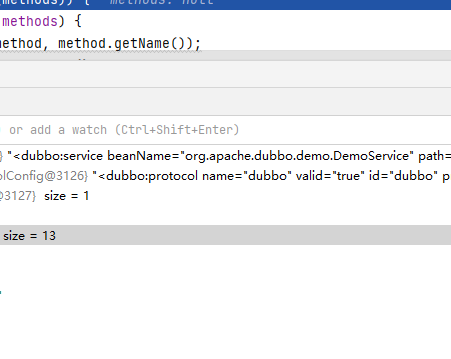 methods)) {   methods: null
methods) {
method, method.getName());
or add a watch (Ctrl+Shift+Enter)
} "<dubbo:service beanName="org.apache.dubbo.demo.DemoService" path=
olConfig@3126} "<dubbo:protocol name="dubbo" valid="true" id="dubbo" p
@3127} size = 1
size = 13